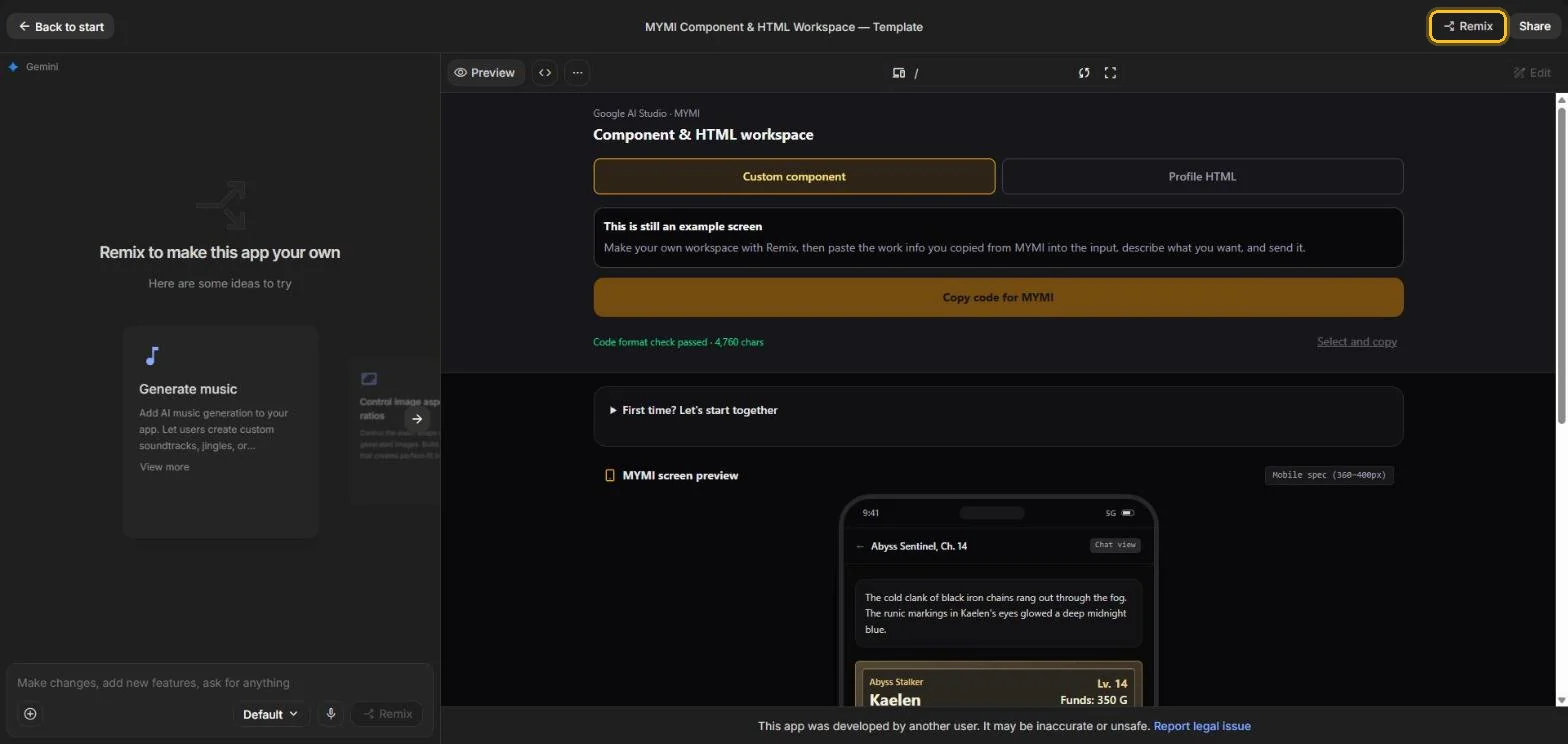 Back to start
MYMI Component & HTML Workspace — Template
Remix
Share
Gemini
Preview
/
Edit
Remix to make this app your own
Here are some ideas to try
Generate music
Add AI music generation to your
app. Let users create custom
soundtracks, jingles, or...
View more
Control image asp
ratios
Make changes, add new features, ask for anything
Default
Remix
Google AI Studio · MYMI
Component & HTML workspace
Custom component
Profile HTML
This is still an example screen
Make your own workspace with Remix, then paste the work info you copied from MYMI into the input, describe what you want, and send it.
Copy code for MYMI
Code format check passed · 4,760 chars
Select and copy
First time? Let's start together
MYMI screen preview
Mobile spec (360~400px)
9:41
5G
← Abyss Sentinel, Ch. 14
Chat view
The cold clank of black iron chains rang out through the fog.
The runic markings in Kaelen's eyes glowed a deep midnight
blue.
Abyss Stalker
Lv. 14
Kaelen
Funds: 350 G
This app was developed by another user. It may be inaccurate or unsafe. Report legal issue